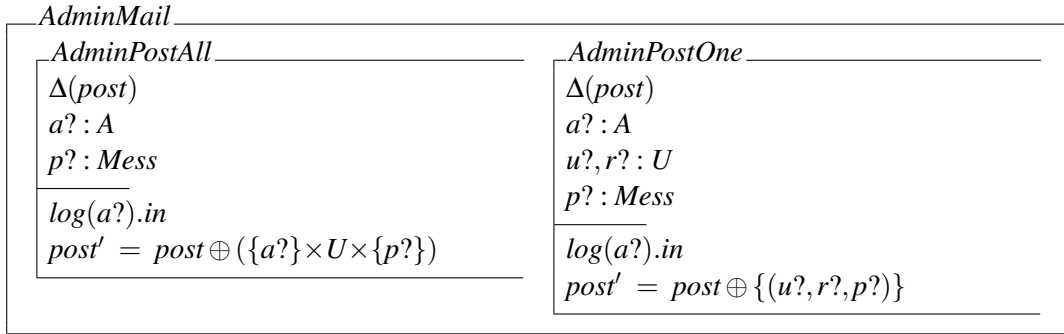 AdminMail
AdminPostAll
Δ(post)
a? : A
p? : Mess
log(a?).in
post′ = post ⊕ ({a?}×U×{p?})
AdminPostOne
Δ(post)
a? : A
u?, r? : U
p? : Mess
log(a?).in
post′ = post ⊕ {(u?, r?, p?)}